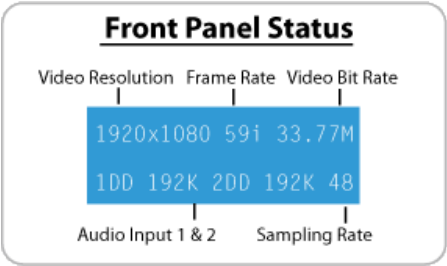 Front Panel Status
Video Resolution Frame Rate Video Bit Rate
1920x1080 59i 33.77M
1DD 192K 2DD 192K 48
Audio Input 1 & 2 Sampling Rate